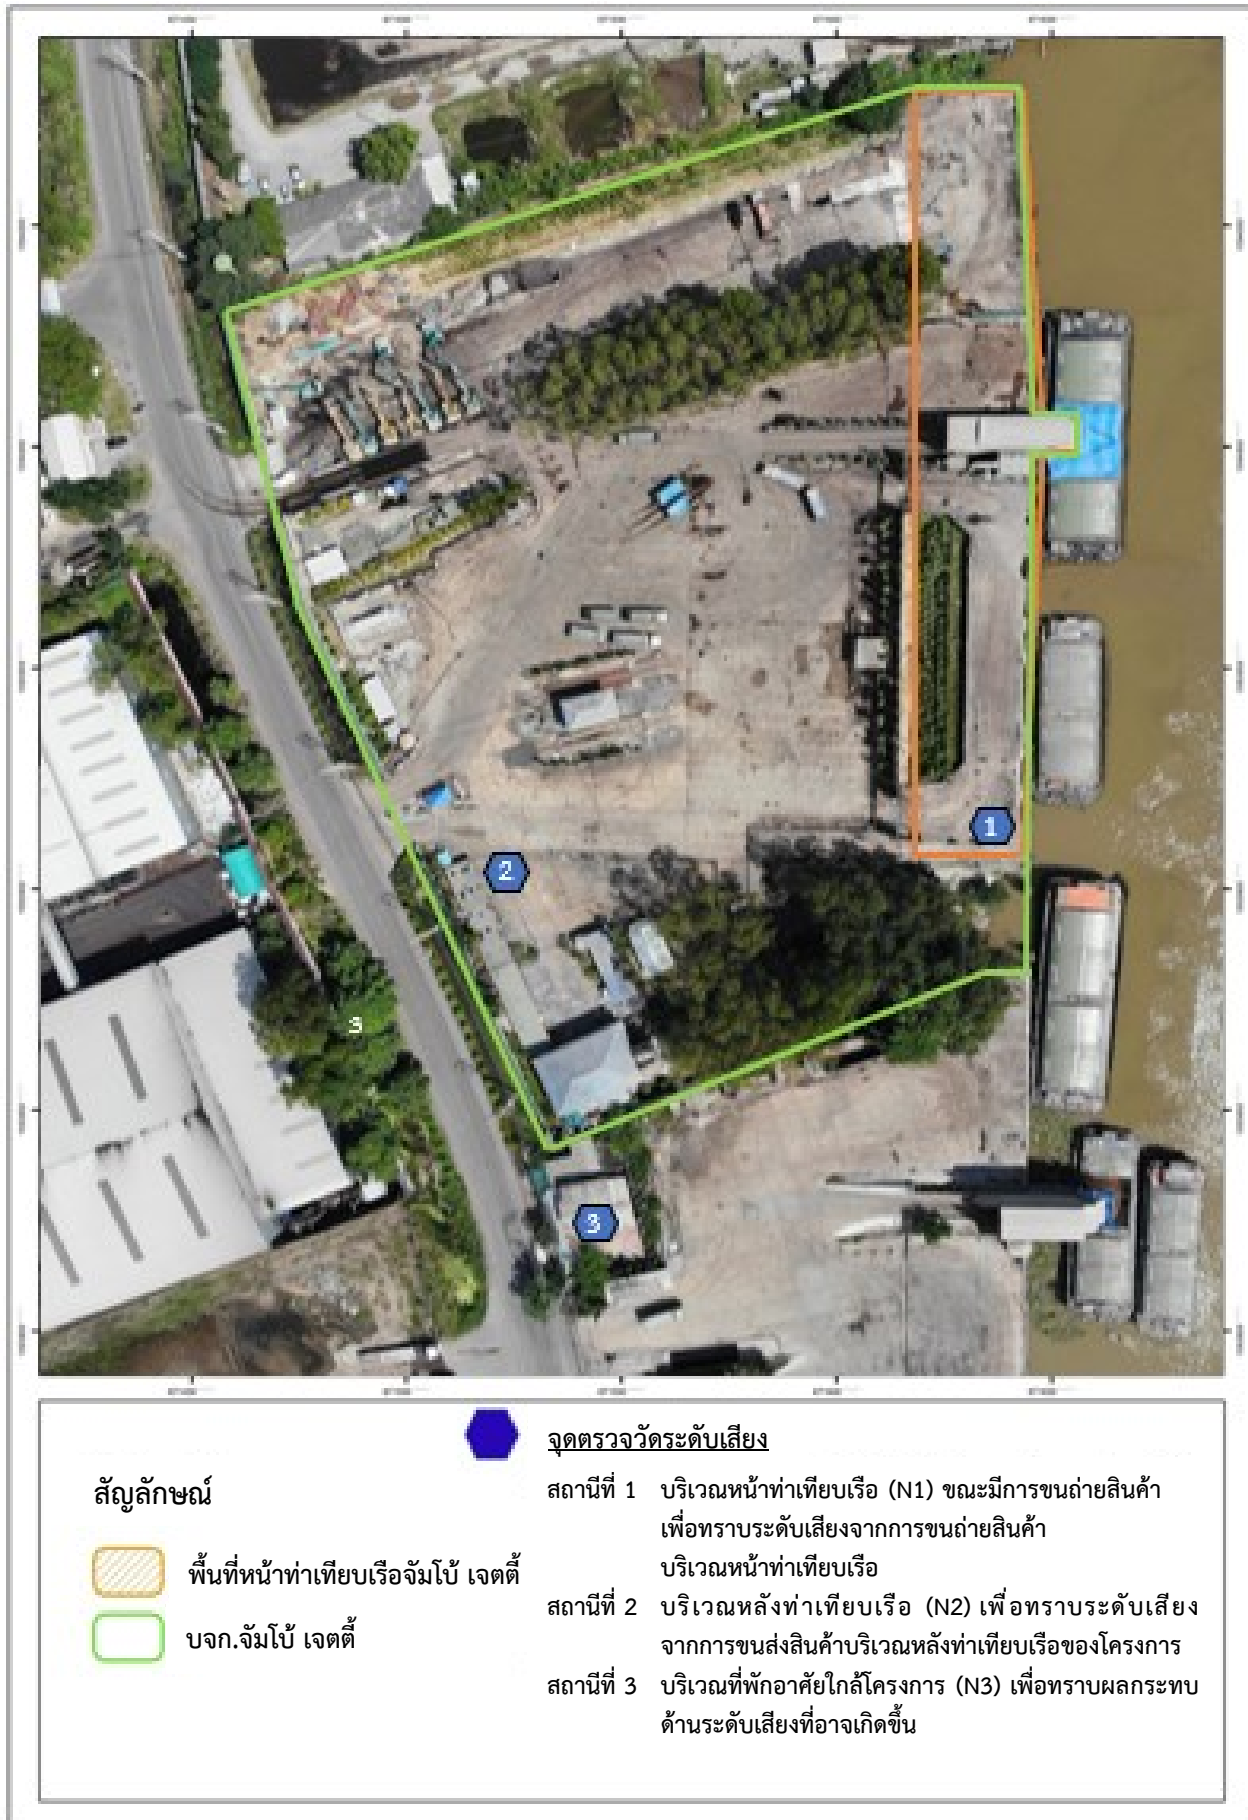 1
2
3
3
จุดตรวจวัดระดับเสียง
สัญลักษณ์
พื้นที่หน้าท่าเทียบเรือจัมโบ้ เจตตี้
บจก.จัมโบ้ เจตตี้
สถานีที่ 1 บริเวณหน้าท่าเทียบเรือ (N1) ขณะมีการขนถ่ายสินค้า
เพื่อทราบระดับเสียงจากการขนถ่ายสินค้า
บริเวณหน้าท่าเทียบเรือ
สถานีที่ 2 บริเวณหลังท่าเทียบเรือ (N2) เพื่อทราบระดับเสียง
จากการขนส่งสินค้าบริเวณหลังท่าเทียบเรือของโครงการ
สถานีที่ 3 บริเวณที่พักอาศัยใกล้โครงการ (N3) เพื่อทราบผลกระทบ
ด้านระดับเสียงที่อาจเกิดขึ้น